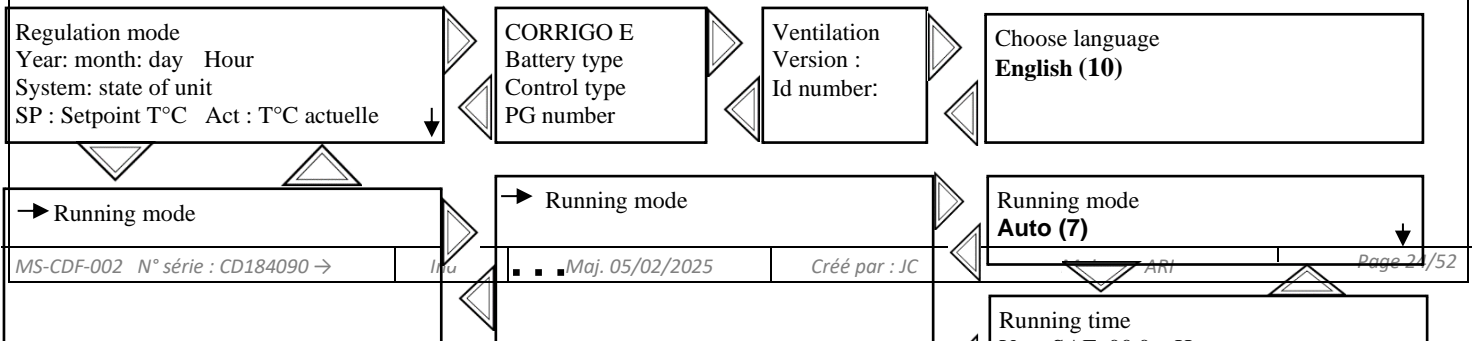 Regulation mode
Year: month: day Hour
System: state of unit
SP : Setpoint T°C Act : T°C actuelle
CORRIGO E
Battery type
Control type
PG number
Ventilation
Version :
Id number:
Choose language
English (10)
Running mode
Running mode
Running mode
Auto (7)
MS-CDF-002 N° série : CD184090 → ...Maj. 05/02/2025 Créé par : JC ARI Page 24/52
Running time